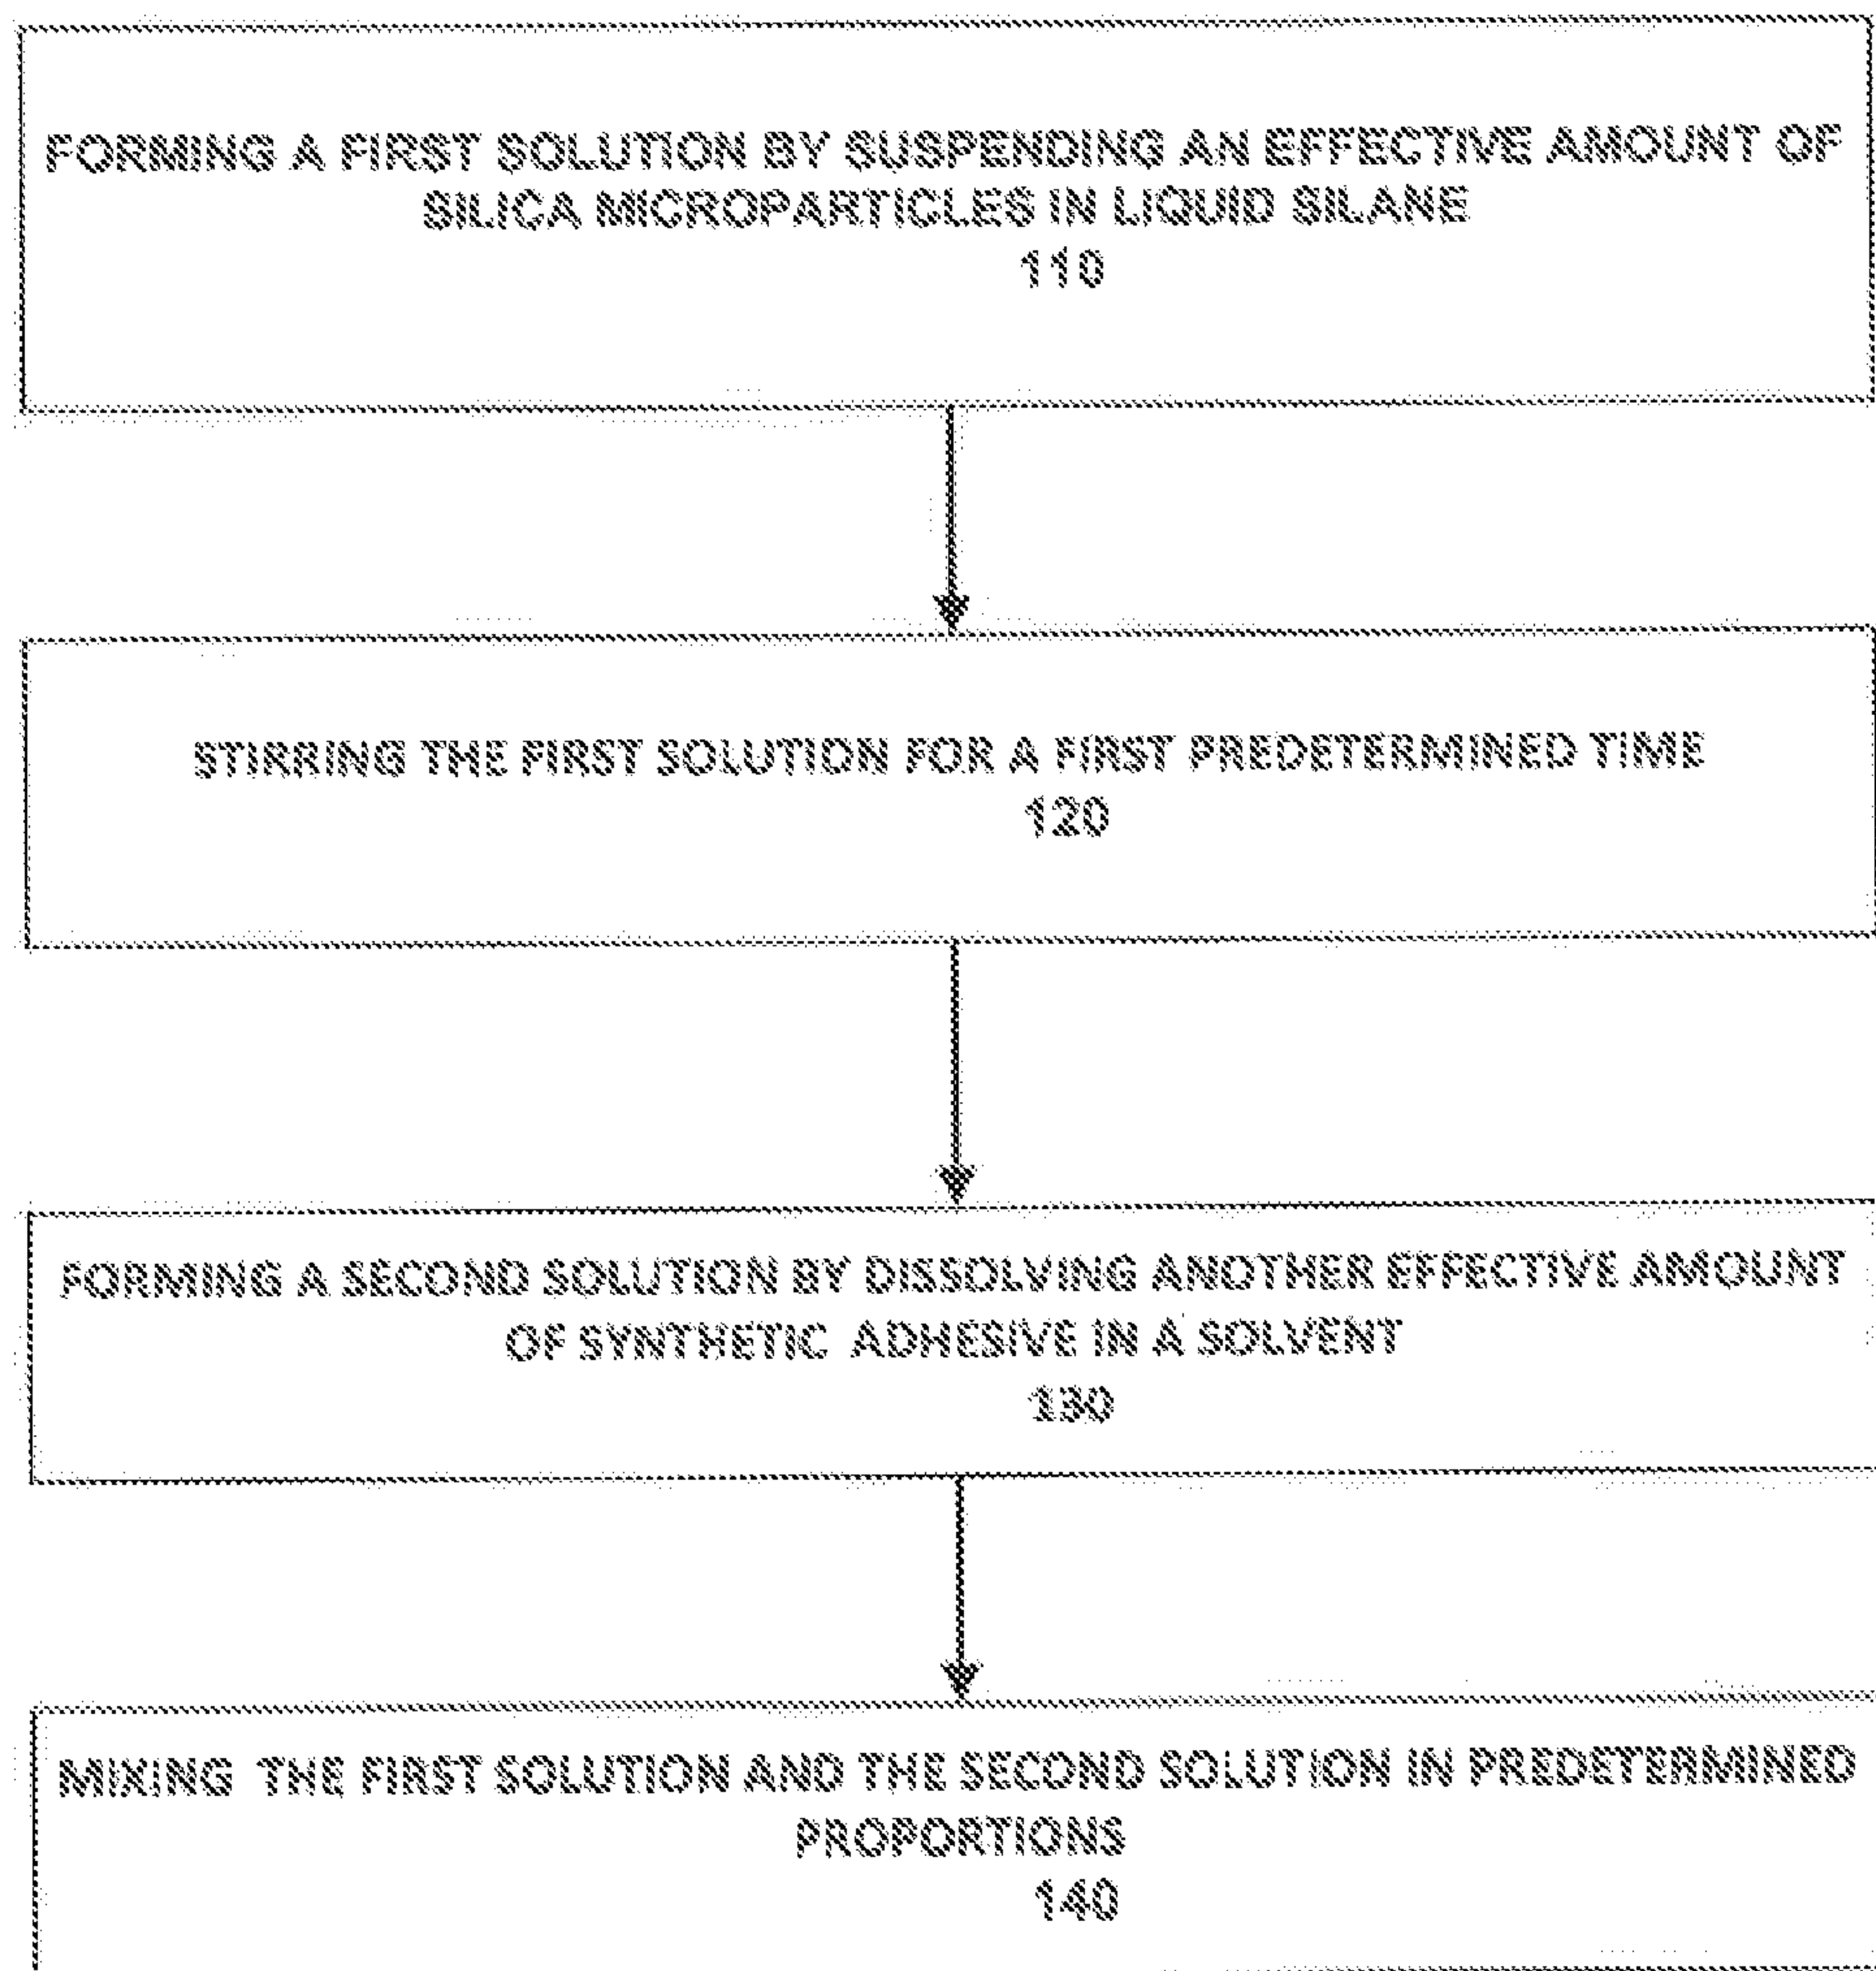 FORMING A FIRST SOLUTION BY SUSPENDING AN EFFECTIVE AMOUNT OF
SILICA MICROPARTICLES IN LIQUID SILANE
110
STIRRING THE FIRST SOLUTION FOR A FIRST PREDETERMINED TIME
120
FORMING A SECOND SOLUTION BY DISSOLVING ANOTHER EFFECTIVE AMOUNT
OF SYNTHETIC ADHESIVE IN A SOLVENT
130
MIXING THE FIRST SOLUTION AND THE SECOND SOLUTION IN PREDETERMINED
PROPORTIONS
140